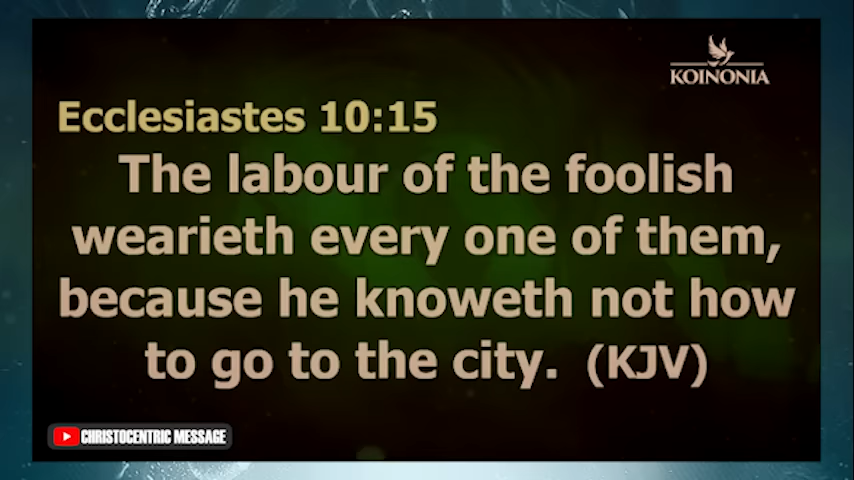 KOINONIA
Ecclesiastes 10:15
The labour of the foolish
wearieth every one of them,
because he knoweth not how
to go to the city. (KJV)
CHRISTOCENTRIC MESSAGE